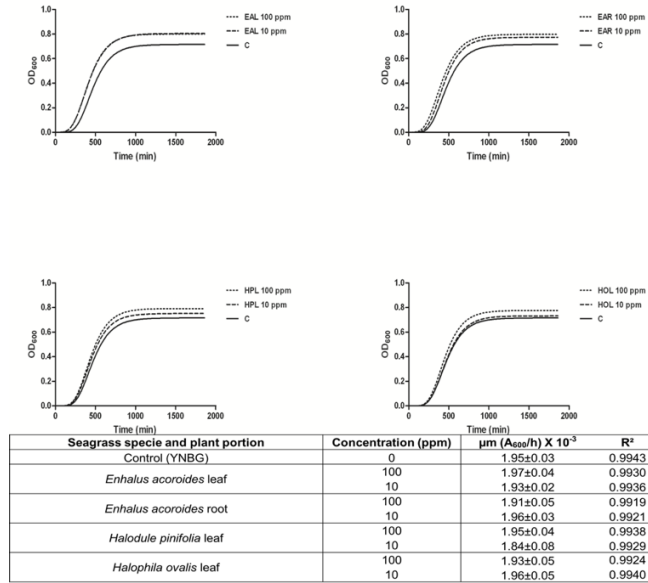 EAL 100 ppm
EAL 10 ppm
C
OD600
1.0
0.8
0.6
0.4
0.2
0.0
0 500 1000 1500 2000
Time (min)
EAR 100 ppm
EAR 10 ppm
C
OD600
1.0
0.8
0.6
0.4
0.2
0.0
0 500 1000 1500 2000
Time (min)
HPL 100 ppm
HPL 10 ppm
C
OD600
1.0
0.8
0.6
0.4
0.2
0.0
0 500 1000 1500 2000
Time (min)
HOL 100 ppm
HOL 10 ppm
C
OD600
1.0
0.8
0.6
0.4
0.2
0.0
0 500 1000 1500 2000
Time (min)
Seagrass specie and plant portion Concentration (ppm) µm (A600/h) X 10⁻³ R²
Control (YNBG) 0 1.95±0.03 0.9943
Enhalus acoroides leaf 100 1.97±0.04 0.9930
10 1.93±0.02 0.9936
Enhalus acoroides root 100 1.91±0.05 0.9919
10 1.96±0.03 0.9921
Halodule pinifolia leaf 100 1.95±0.04 0.9938
10 1.84±0.08 0.9929
Halophila ovalis leaf 100 1.93±0.05 0.9924
10 1.96±0.05 0.9940